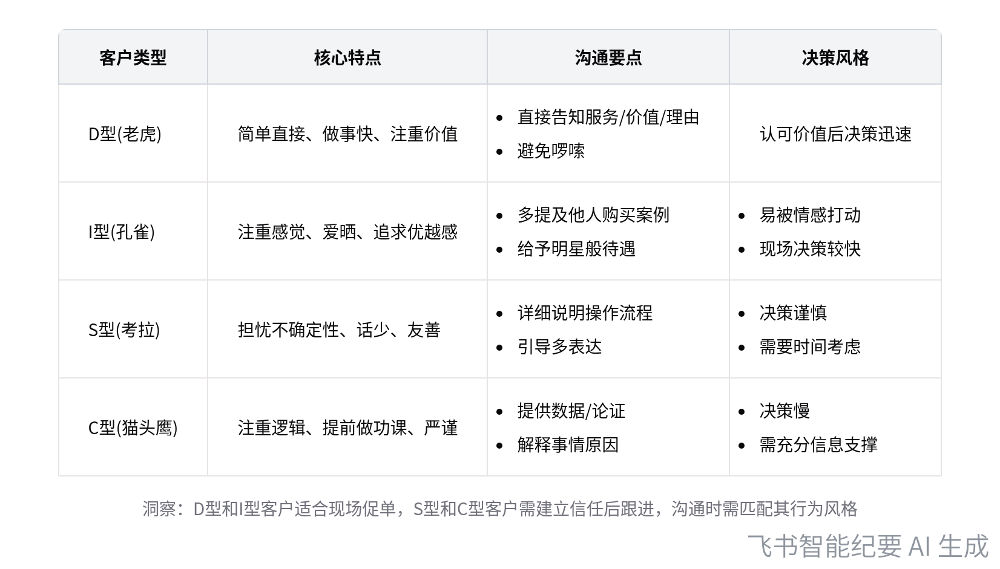 客户类型 核心特点 沟通要点 决策风格
D型(老虎) 简单直接、做事快、注重价值
• 直接告知服务/价值/理由
• 避免啰嗦
认可价值后决策迅速
I型(孔雀) 注重感觉、爱晒、追求优越感
• 多提及他人购买案例
• 给予明星般待遇
• 易被情感打动
• 现场决策较快
S型(考拉) 担忧不确定性、话少、友善
• 详细说明操作流程
• 引导多表达
• 决策谨慎
• 需要时间考虑
C型(猫头鹰) 注重逻辑、提前做功课、严谨
• 提供数据/论证
• 解释事情原因
• 决策慢
• 需充分信息支撑
洞察：D型和I型客户适合现场促单，S型和C型客户需建立信任后跟进，沟通时需匹配其行为风格
飞书智能纪要 AI 生成